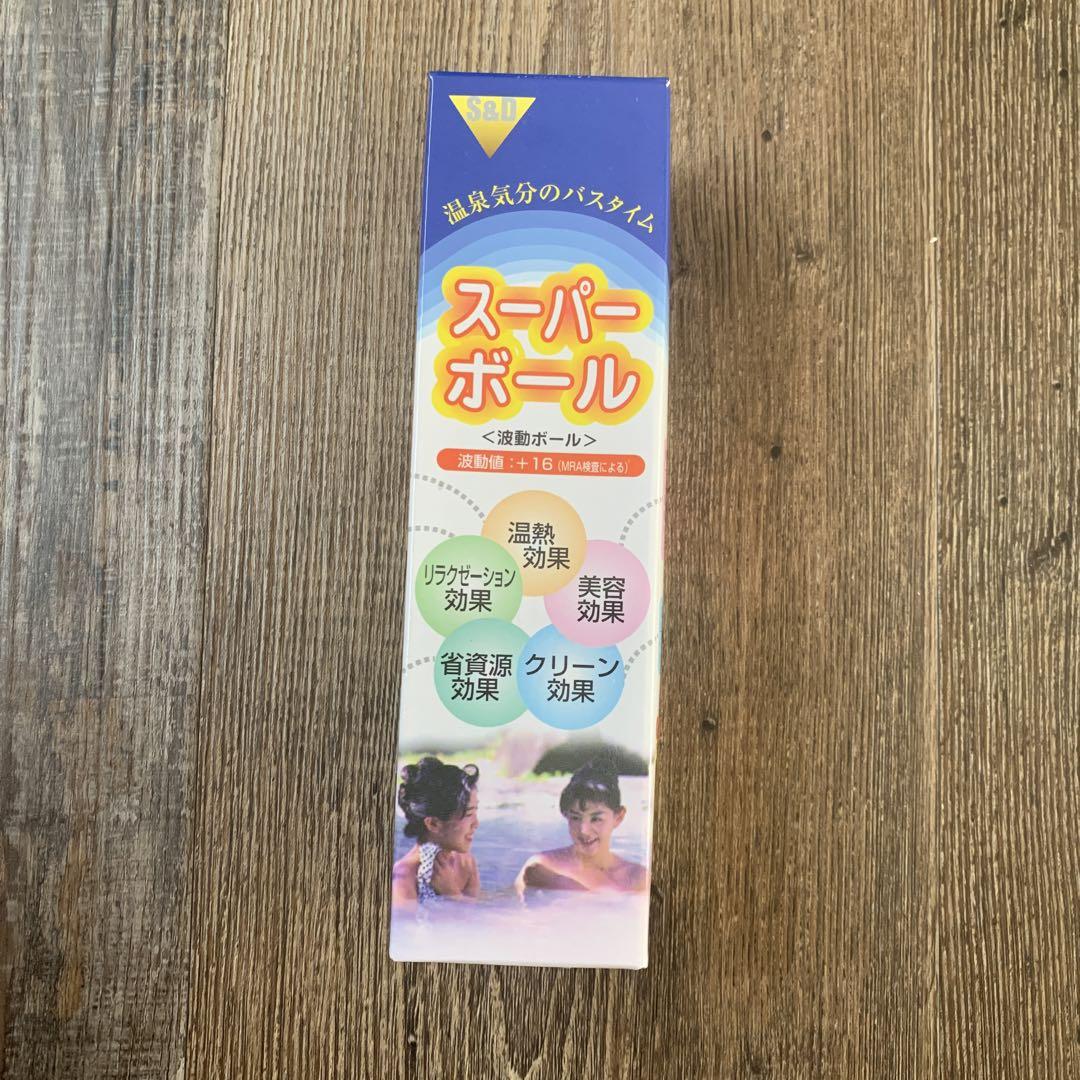 S&D
温泉気分のバスタイム
スーパー
ボール
＜波動ボール＞
波動値：＋16（MRA検査による）
温熱
効果
リラクゼーション
効果
美容
効果
省資源
効果
クリーン
効果